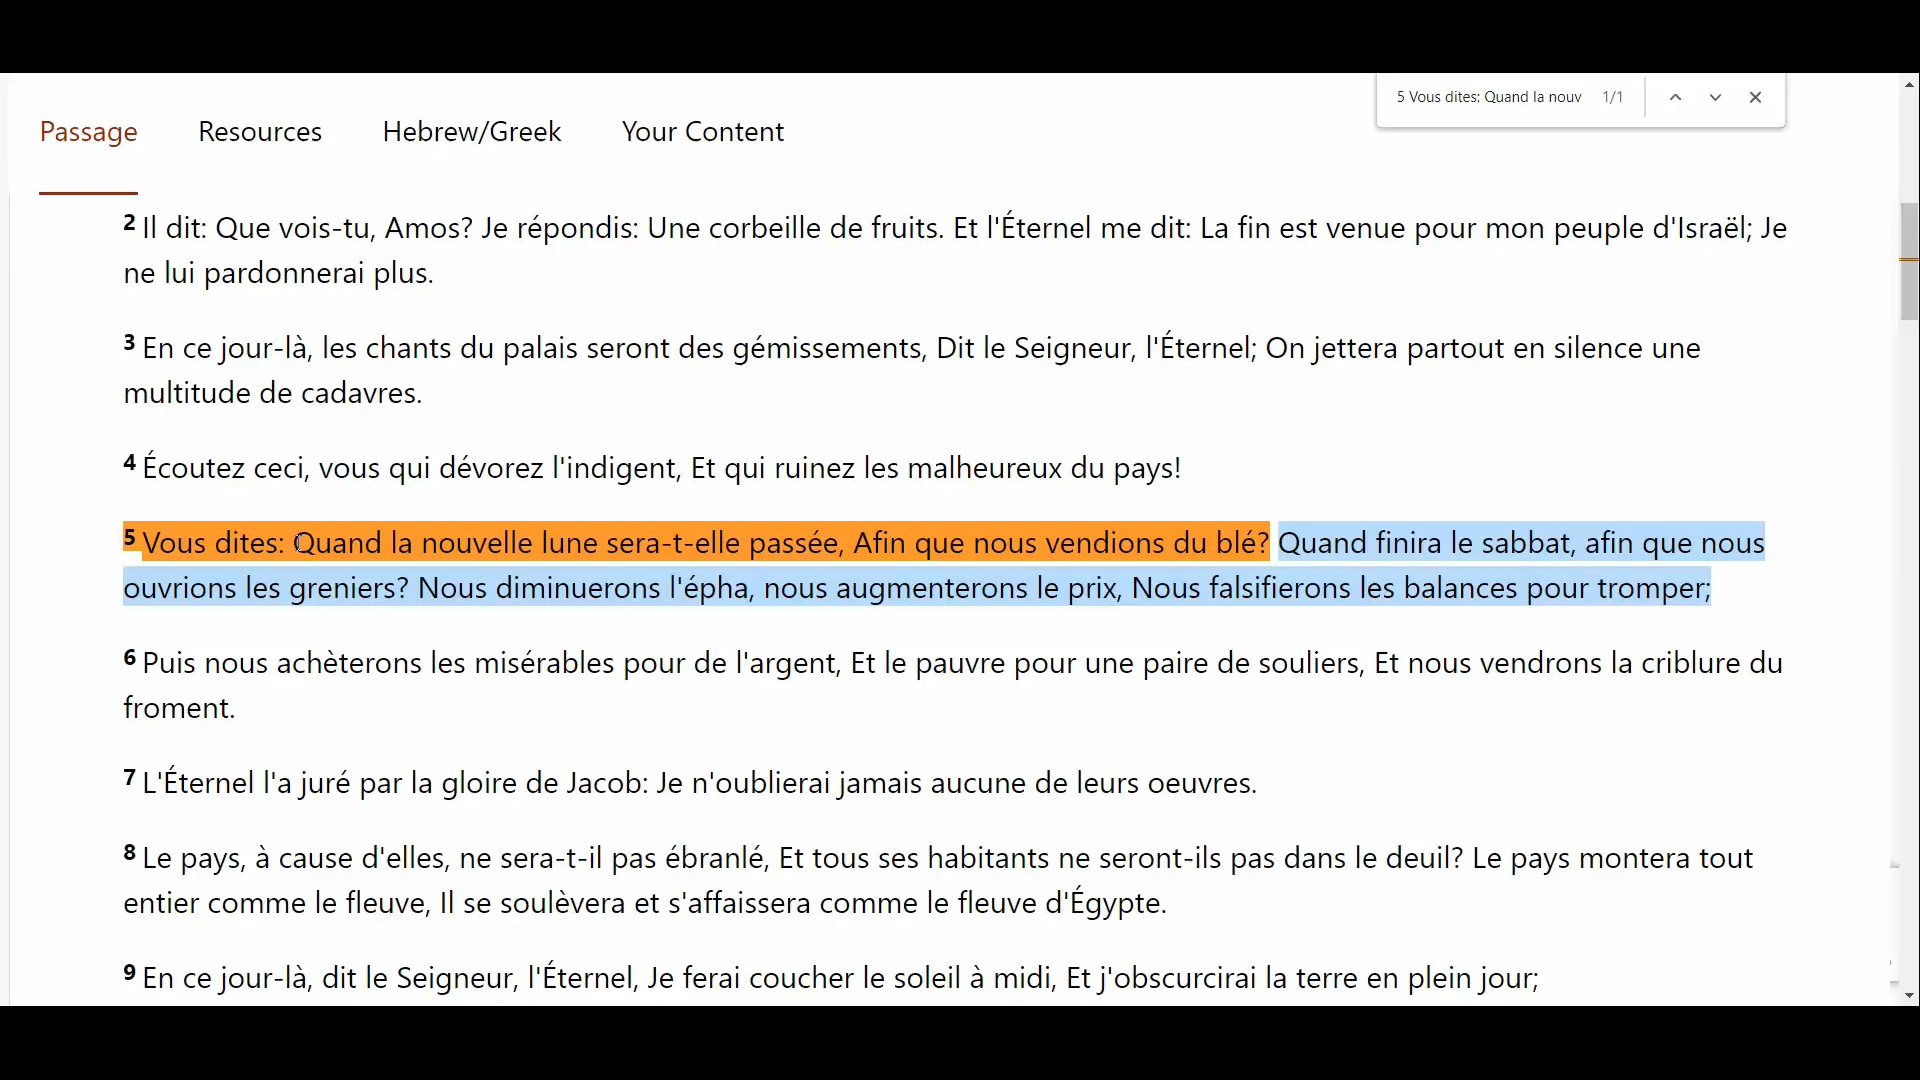 5 Vous dites: Quand la nouv 1/1
Passage Resources Hebrew/Greek Your Content
2 Il dit: Que vois-tu, Amos? Je répondis: Une corbeille de fruits. Et l'Éternel me dit: La fin est venue pour mon peuple d'Israël; Je
ne lui pardonnerai plus.
3 En ce jour-là, les chants du palais seront des gémissements, Dit le Seigneur, l'Éternel; On jettera partout en silence une
multitude de cadavres.
4 Écoutez ceci, vous qui dévorez l'indigent, Et qui ruinez les malheureux du pays!
5 Vous dites: Quand la nouvelle lune sera-t-elle passée, Afin que nous vendions du blé? Quand finira le sabbat, afin que nous
ouvrions les greniers? Nous diminuerons l'épha, nous augmenterons le prix, Nous falsifierons les balances pour tromper;
6 Puis nous achèterons les misérables pour de l'argent, Et le pauvre pour une paire de souliers, Et nous vendrons la criblure du
froment.
7 L'Éternel l'a juré par la gloire de Jacob: Je n'oublierai jamais aucune de leurs oeuvres.
8 Le pays, à cause d'elles, ne sera-t-il pas ébranlé, Et tous ses habitants ne seront-ils pas dans le deuil? Le pays montera tout
entier comme le fleuve, Il se soulèvera et s'affaissera comme le fleuve d'Égypte.
9 En ce jour-là, dit le Seigneur, l'Éternel, Je ferai coucher le soleil à midi, Et j'obscurcirai la terre en plein jour;